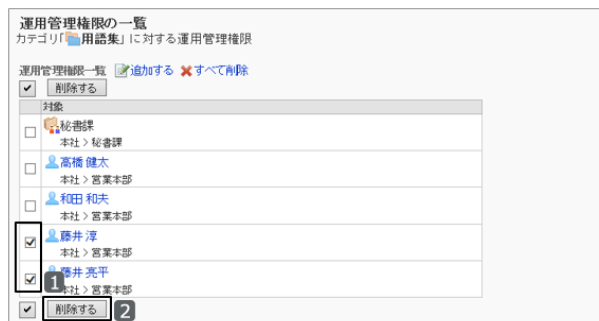 運用管理権限の一覧
カテゴリ「用語集」に対する運用管理権限
運用管理権限一覧 追加する すべて削除
削除する
対象
秘書課
本社 > 秘書課
高橋 健太
本社 > 営業本部
和田 和夫
本社 > 営業本部
藤井 淳
本社 > 営業本部
藤井 亮平
1
本社 > 営業本部
削除する 2